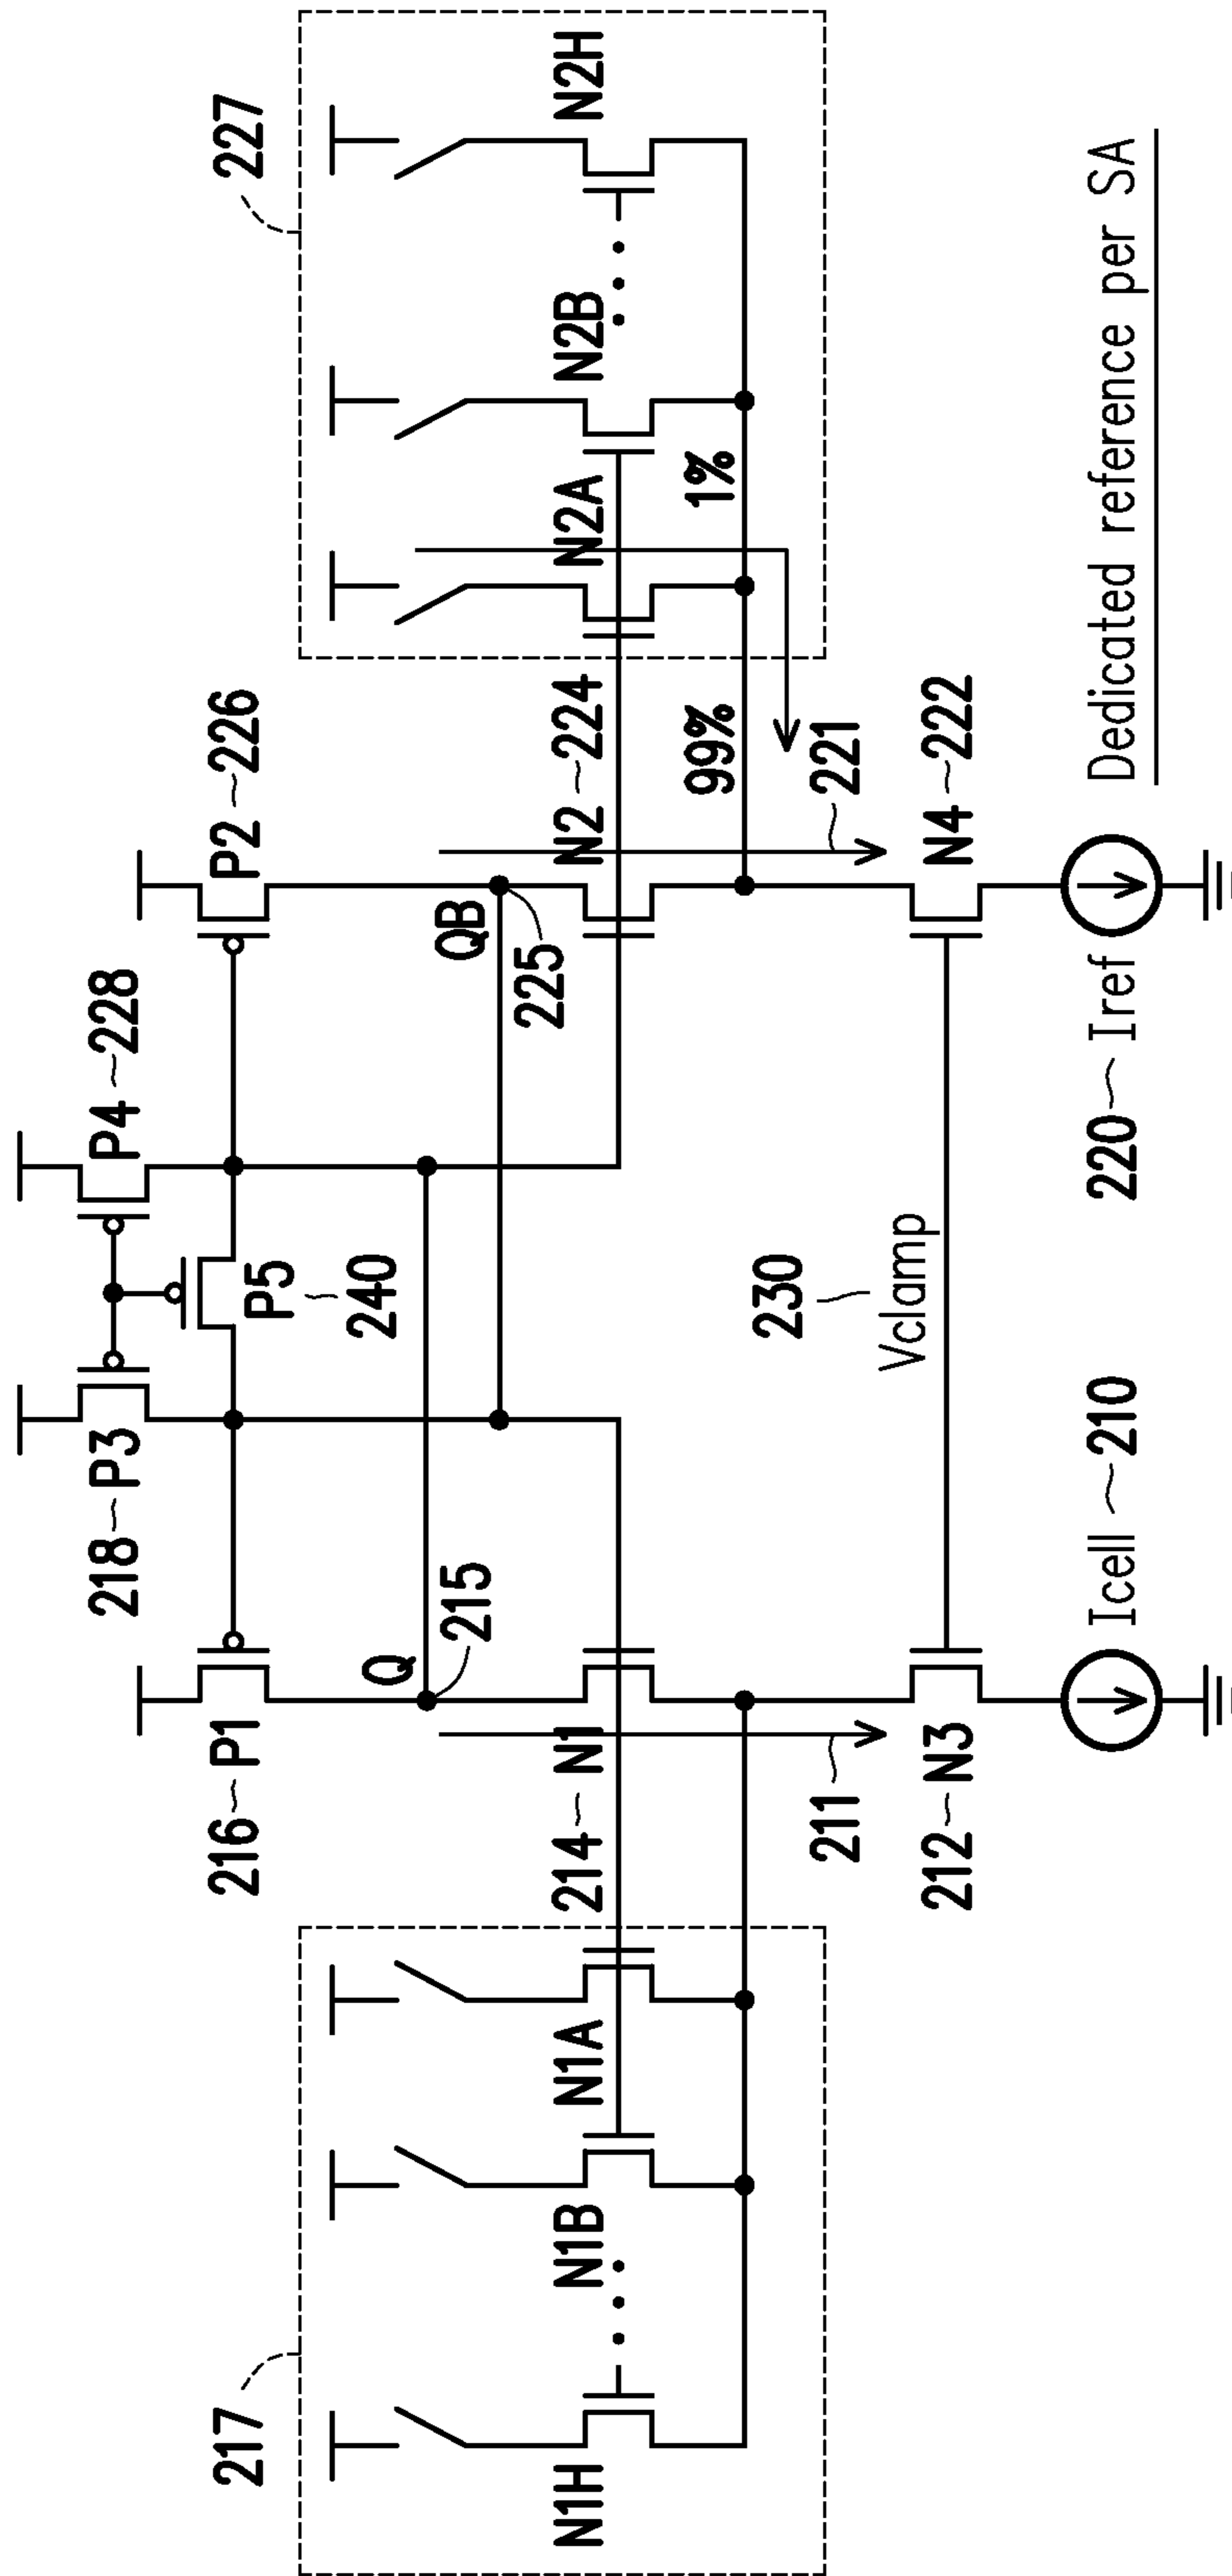 218~P3
P4~228
216~P1
P2~226
217
227
P5
240
Q
215
QB
225
N1H
N1B
N1A
214~N1
N2~224
N2A
N2B
N2H
99%
1%
211
221
230
Vclamp
212~N3
N4~222
Icell~210
220~Iref
Dedicated reference per SA